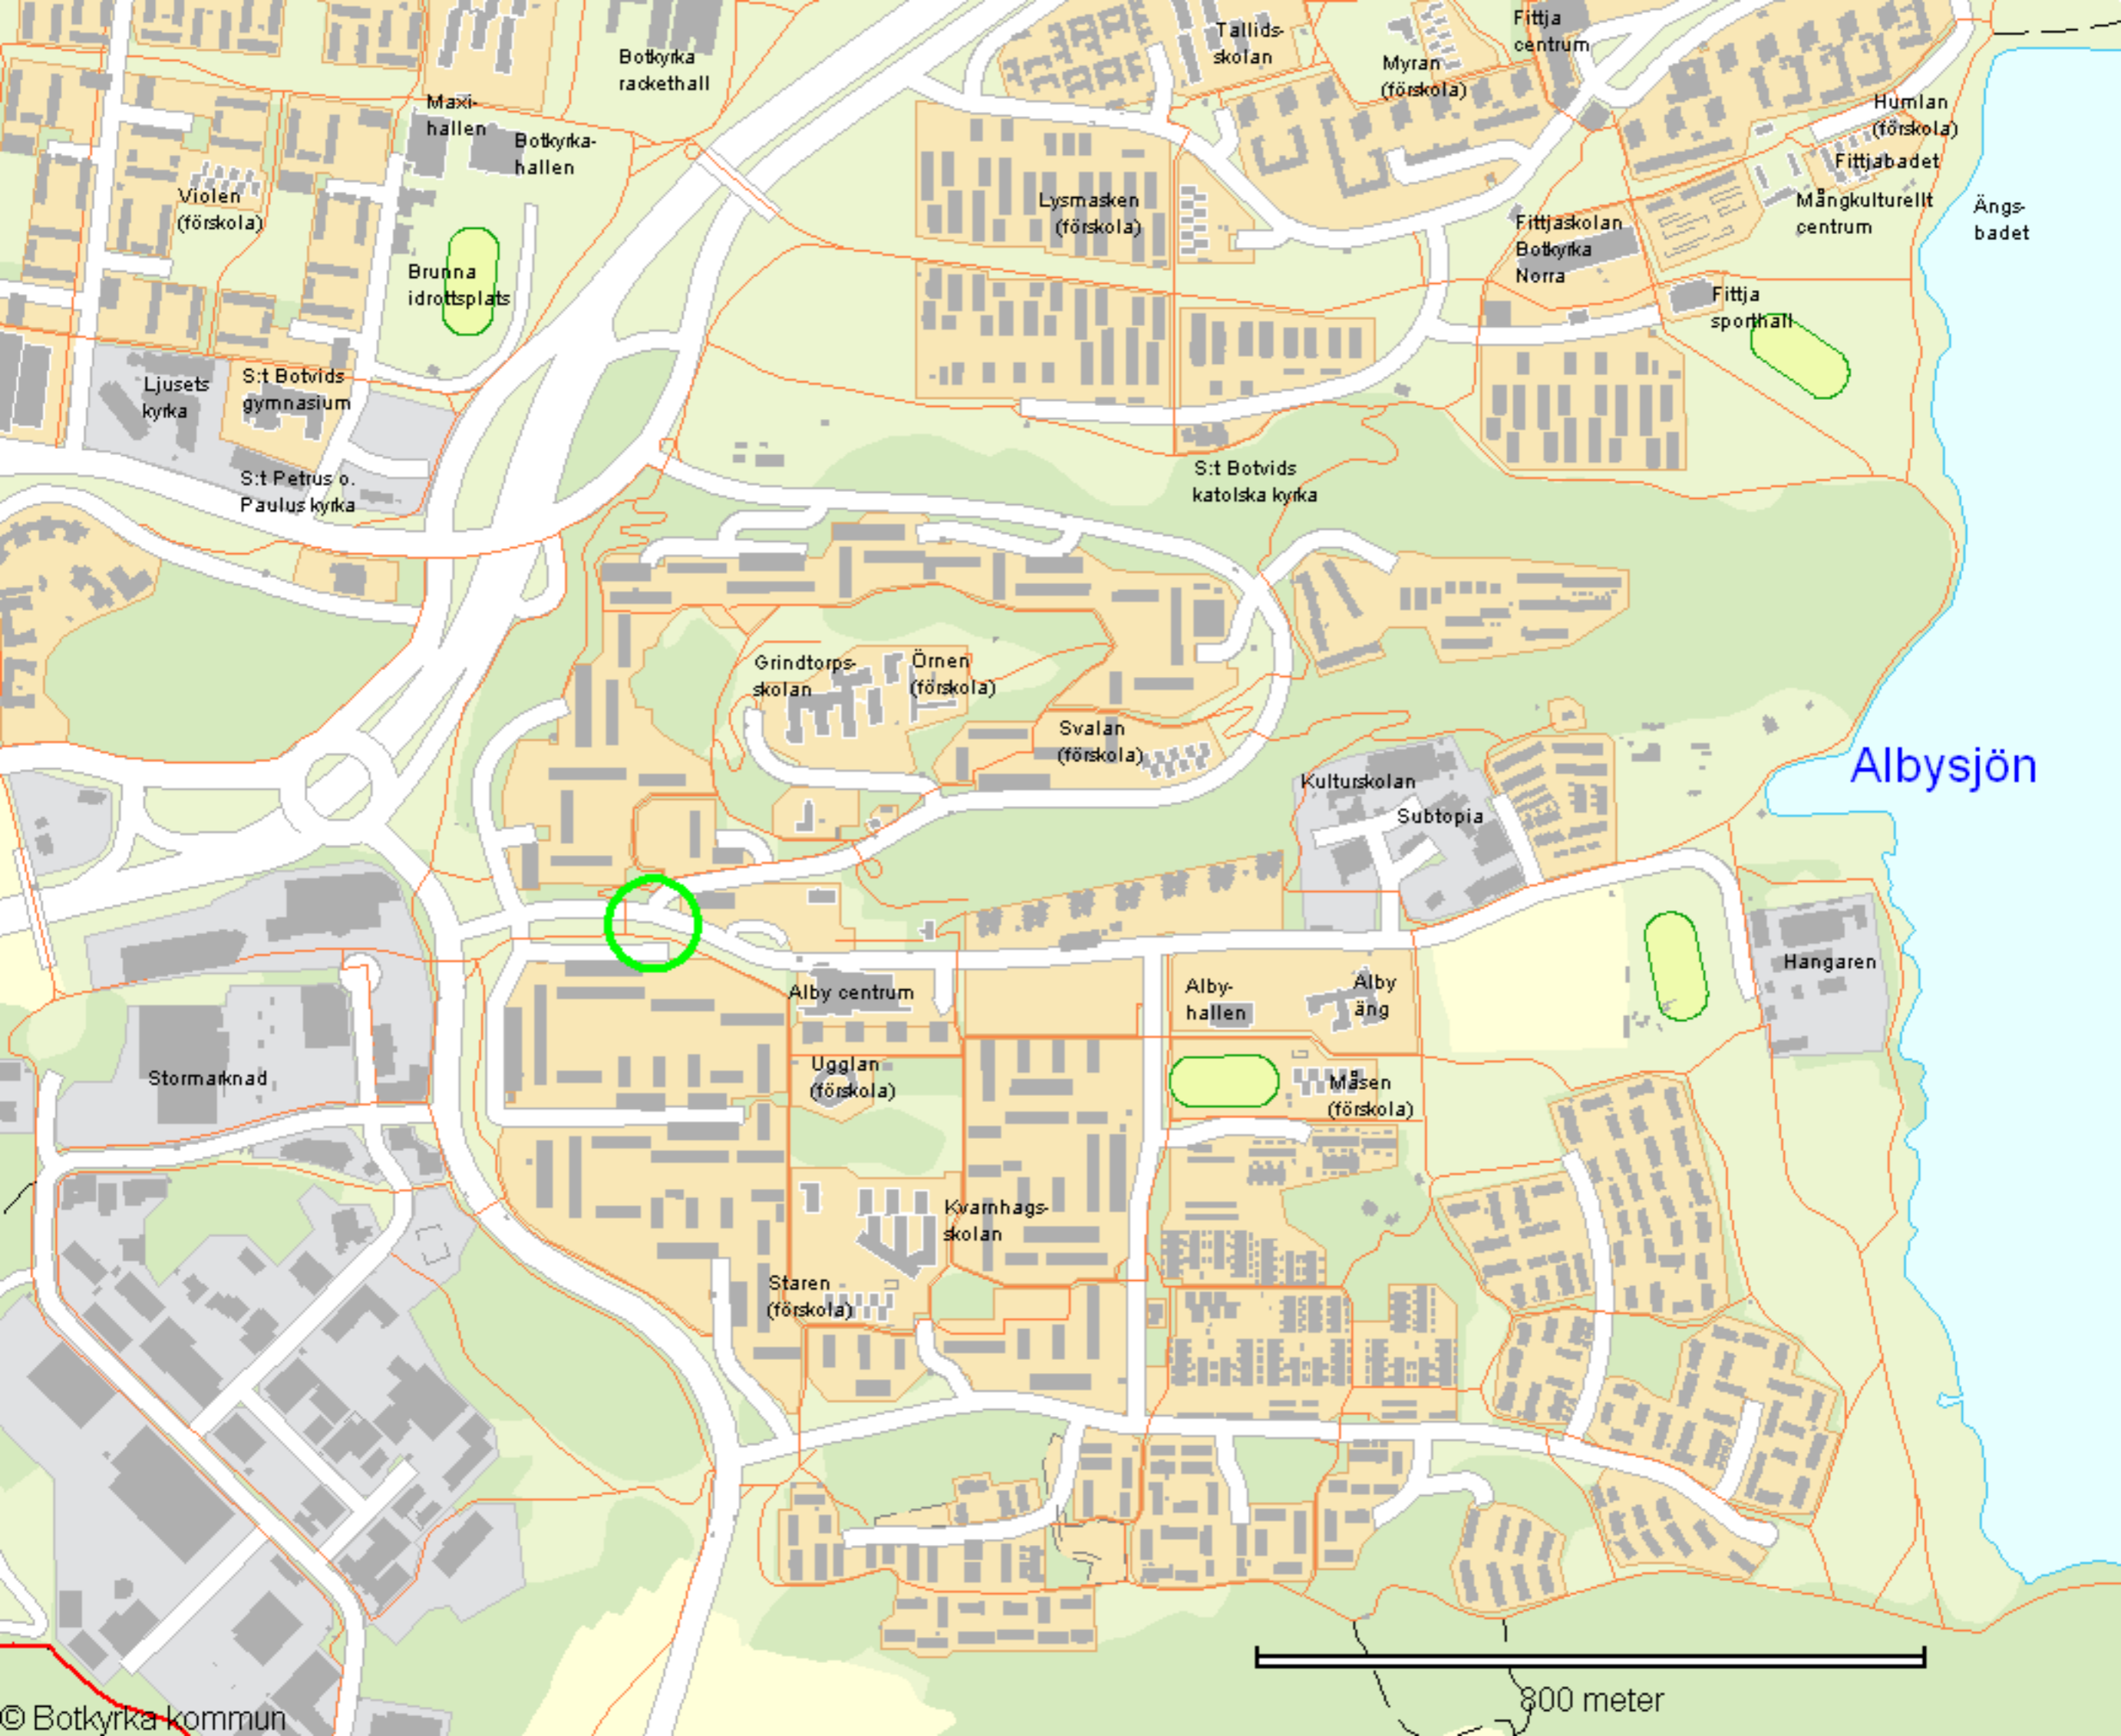 Botkyrka
rackethall
Tallids-
skolan
Myran
(förskola)
Fittja
centrum
Maxi-
hallen
Botkyrka-
hallen
Humlan
(förskola)
Fittjabadet
Mångkulturellt
centrum
Ängs-
badet
Violen
(förskola)
Lysmasken
(förskola)
Fittjaskolan
Botkyrka
Norra
Brunna
idrottsplats
Fittja
sporthall
Ljusets
kyrka
S:t Botvids
gymnasium
S:t Petrus o.
Paulus kyrka
S:t Botvids
katolska kyrka
Grindtorps-
skolan
Örnen
(förskola)
Svalan
(förskola)
Kulturskolan
Subtopia
Albysjön
Alby centrum
Alby-
hallen
Alby
äng
Hangaren
Stormarknad
Ugglan
(förskola)
Måsen
(förskola)
Kvarnhags-
skolan
Staren
(förskola)
800 meter
© Botkyrka kommun